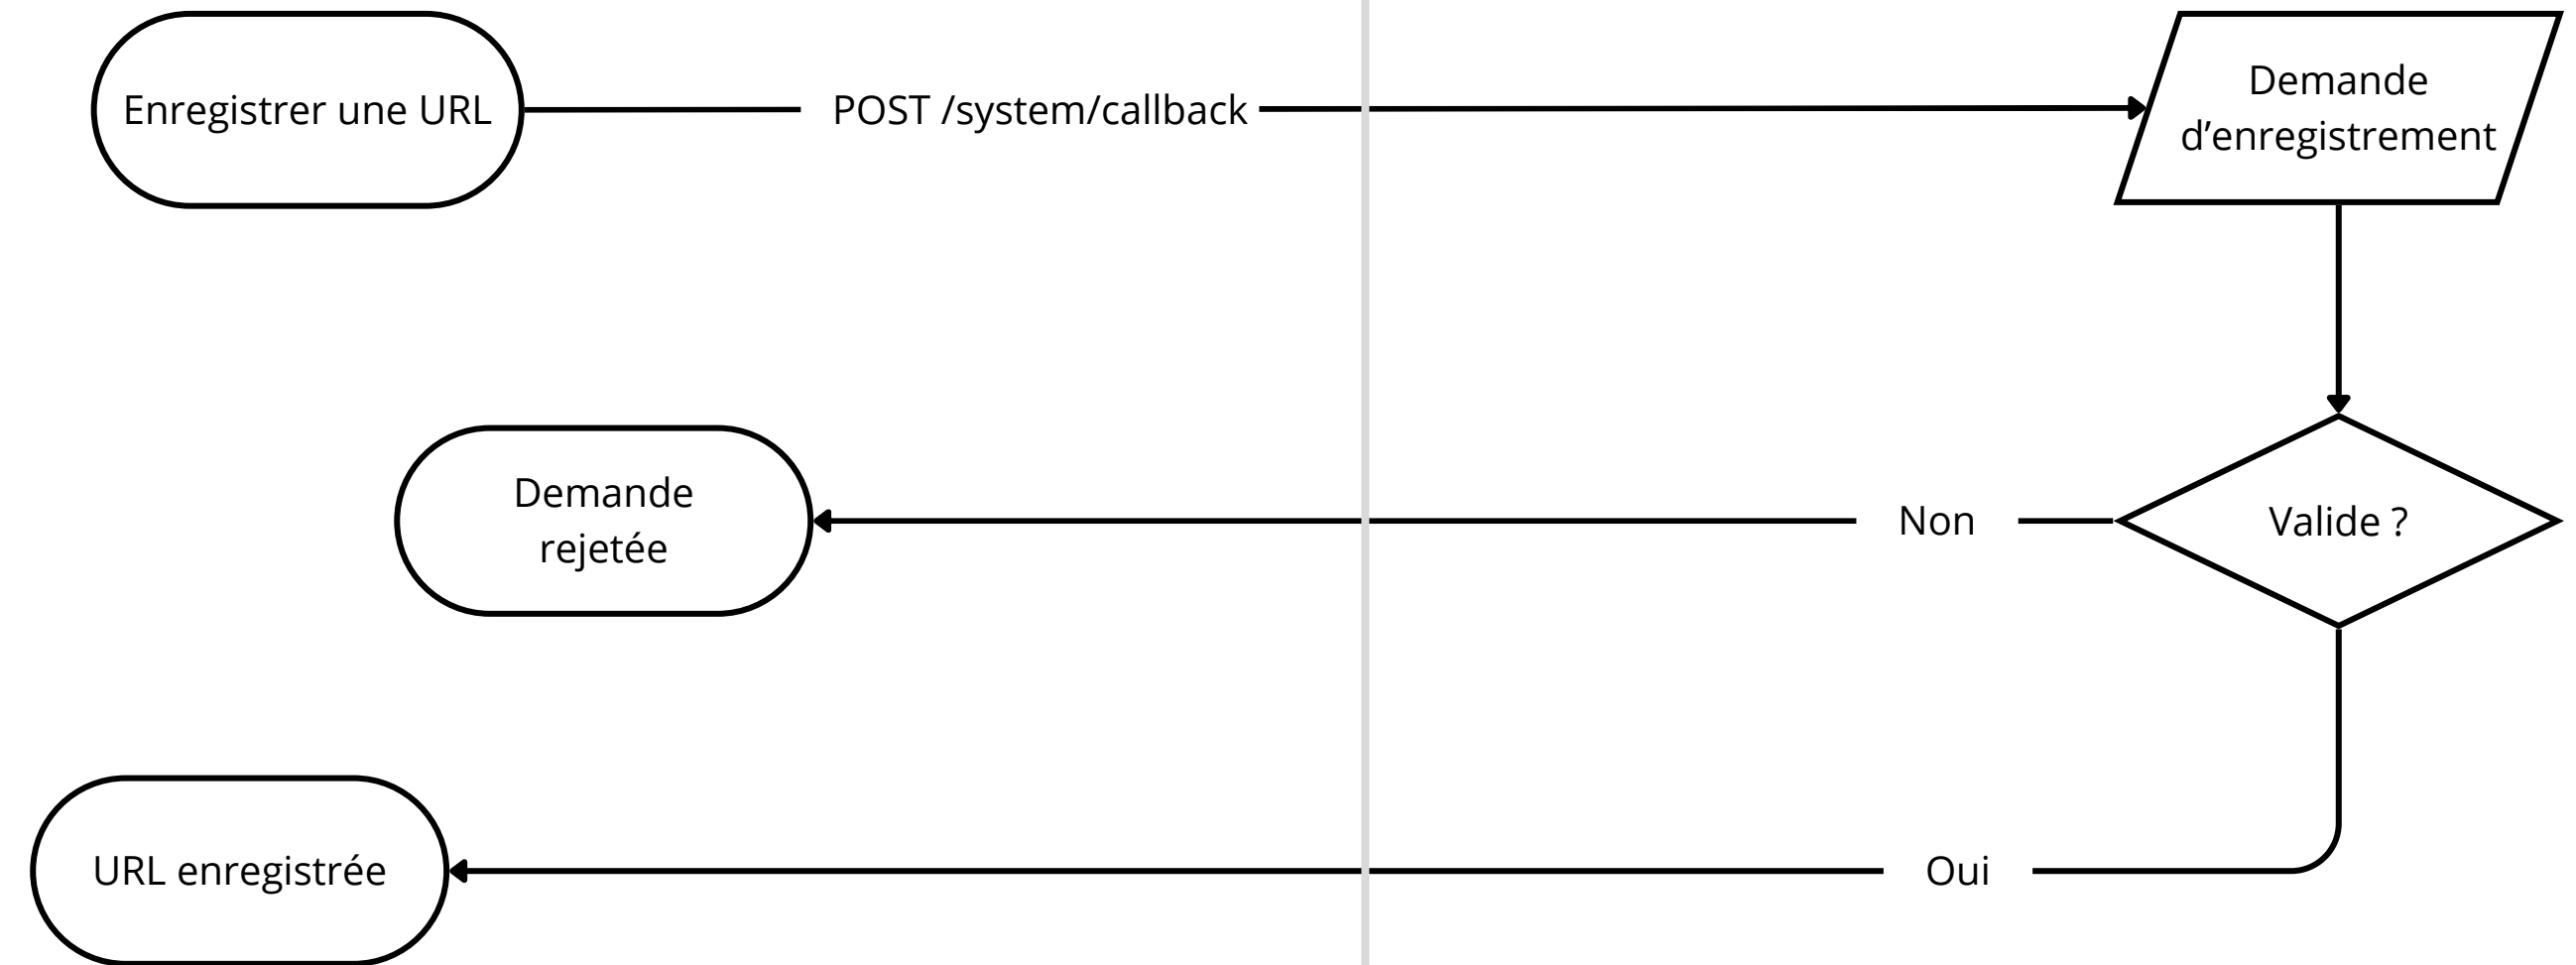 Enregistrer une URL
POST /system/callback
Demande
d’enregistrement
Demande
rejetée
Non
Valide ?
URL enregistrée
Oui